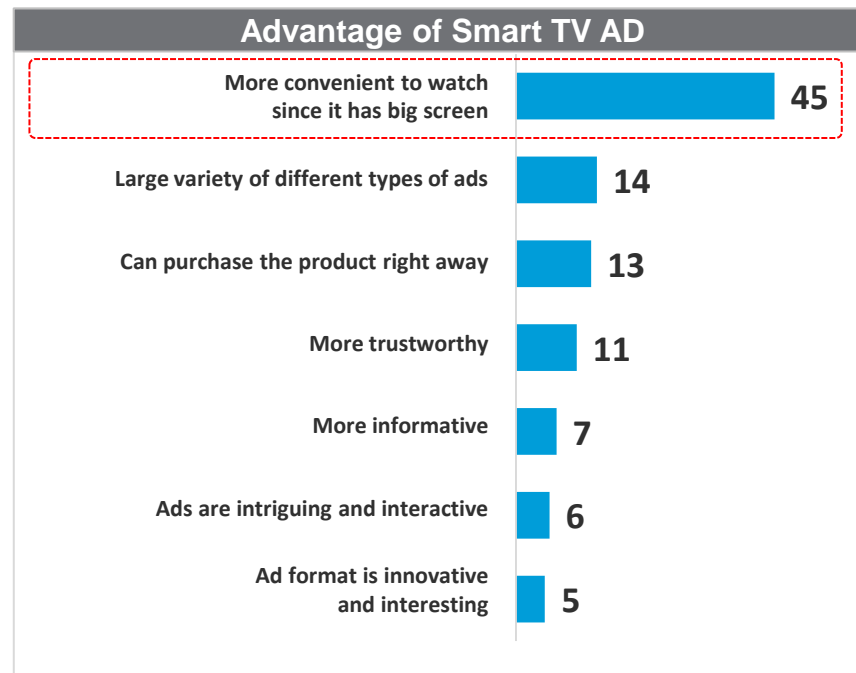 Advantage of Smart TV AD
More convenient to watch
since it has big screen
45
Large variety of different types of ads
14
Can purchase the product right away
13
More trustworthy
11
More informative
7
Ads are intriguing and interactive
6
Ad format is innovative
and interesting
5